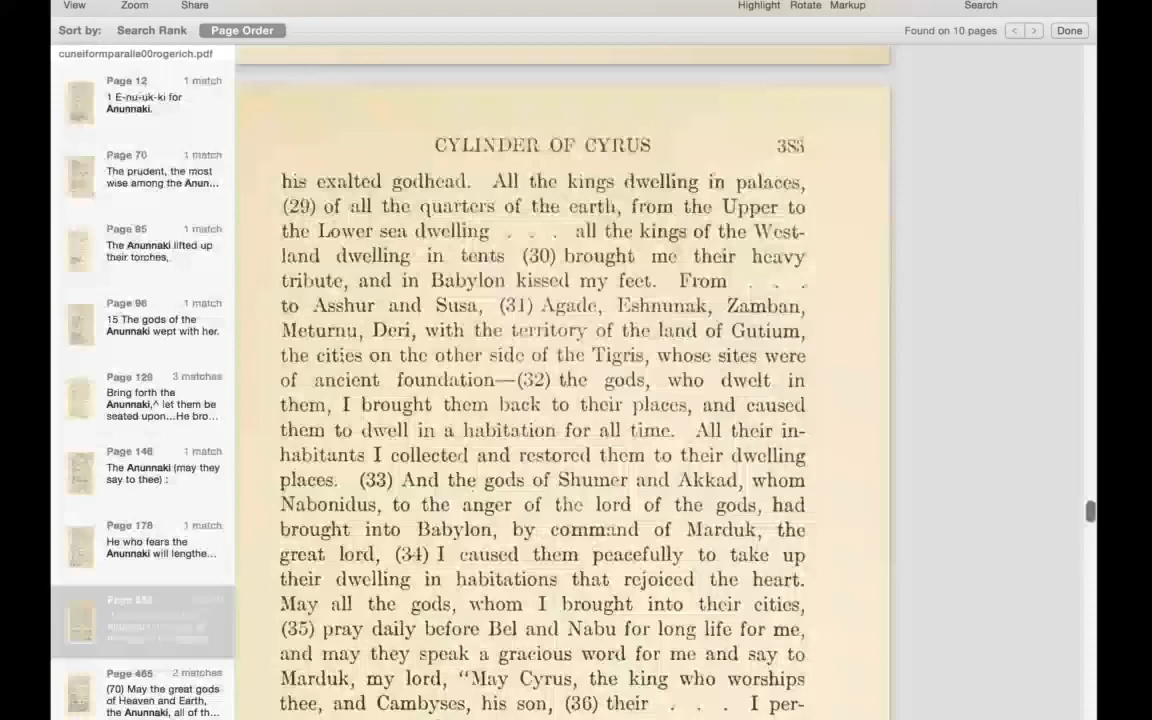 View Zoom Share Highlight Rotate Markup Search
Sort by: Search Rank Page Order Found on 10 pages < > Done
cuneiformparalle00rogerich.pdf
Page 12 1 match
1 E-nu-uk-ki for
Anunnaki.
Page 70 1 match
The prudent, the most
wise among the Anun...
Page 85 1 match
The Anunnaki lifted up
their torches,
Page 96 1 match
15 The gods of the
Anunnaki wept with her.
Page 129 3 matches
Bring forth the
Anunnaki,^ let them be
seated upon...He bro...
Page 146 1 match
The Anunnaki (may they
say to thee) :
Page 178 1 match
He who fears the
Anunnaki will lengthe...
Page
Page 465 2 matches
(70) May the great gods
of Heaven and Earth,
the Anunnaki, all of th...
CYLINDER OF CYRUS 383
his exalted godhead. All the kings dwelling in palaces,
(29) of all the quarters of the earth, from the Upper to
the Lower sea dwelling . . . all the kings of the West-
land dwelling in tents (30) brought me their heavy
tribute, and in Babylon kissed my feet. From . . .
to Asshur and Susa, (31) Agade, Eshnunak, Zamban,
Meturnu, Deri, with the territory of the land of Gutium,
the cities on the other side of the Tigris, whose sites were
of ancient foundation—(32) the gods, who dwelt in
them, I brought them back to their places, and caused
them to dwell in a habitation for all time. All their in-
habitants I collected and restored them to their dwelling
places. (33) And the gods of Shumer and Akkad, whom
Nabonidus, to the anger of the lord of the gods, had
brought into Babylon, by command of Marduk, the
great lord, (34) I caused them peacefully to take up
their dwelling in habitations that rejoiced the heart.
May all the gods, whom I brought into their cities,
(35) pray daily before Bel and Nabu for long life for me,
and may they speak a gracious word for me and say to
Marduk, my lord, "May Cyrus, the king who worships
thee, and Cambyses, his son, (36) their . . . I per-